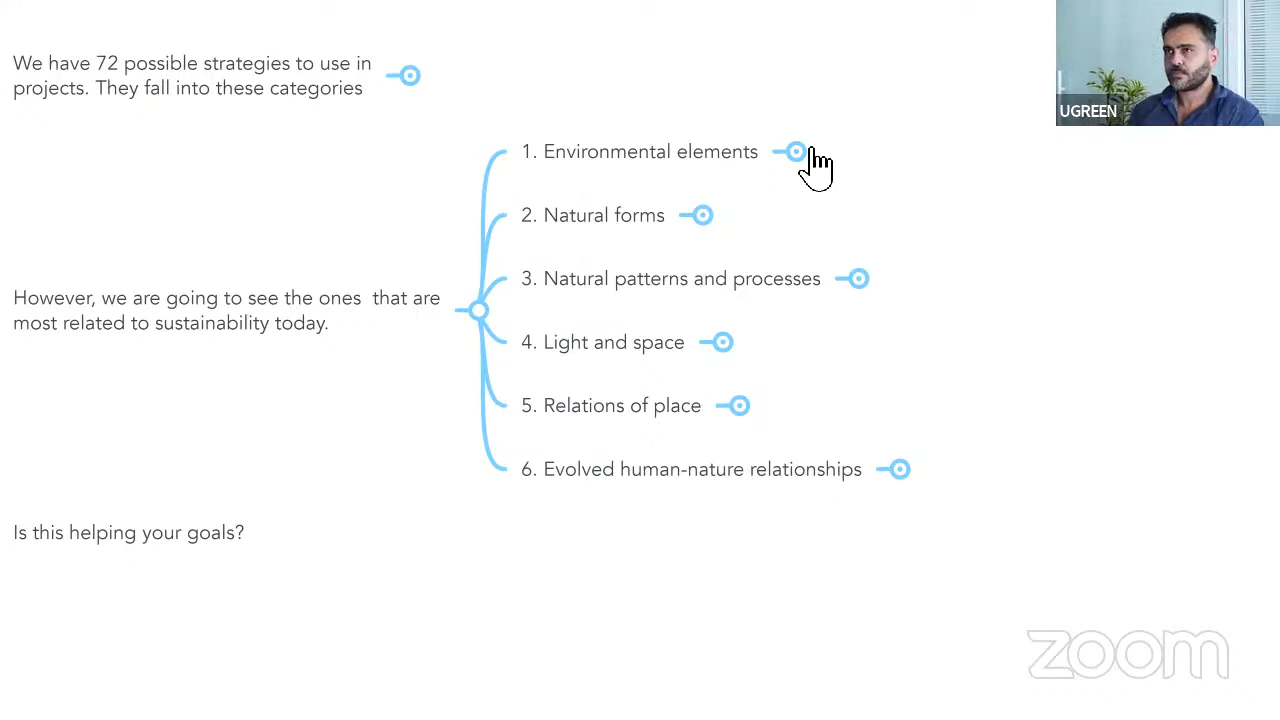 We have 72 possible strategies to use in
projects. They fall into these categories
UGREEN
1. Environmental elements
2. Natural forms
3. Natural patterns and processes
However, we are going to see the ones that are
most related to sustainability today.
4. Light and space
5. Relations of place
6. Evolved human-nature relationships
Is this helping your goals?
zoom